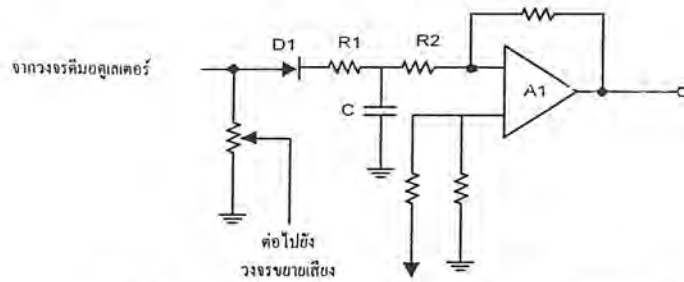 D1
R1
R2
จากวงจรดีมอดูเลเตอร์
A1
C
ต่อไปยัง
วงจรขยายเสียง